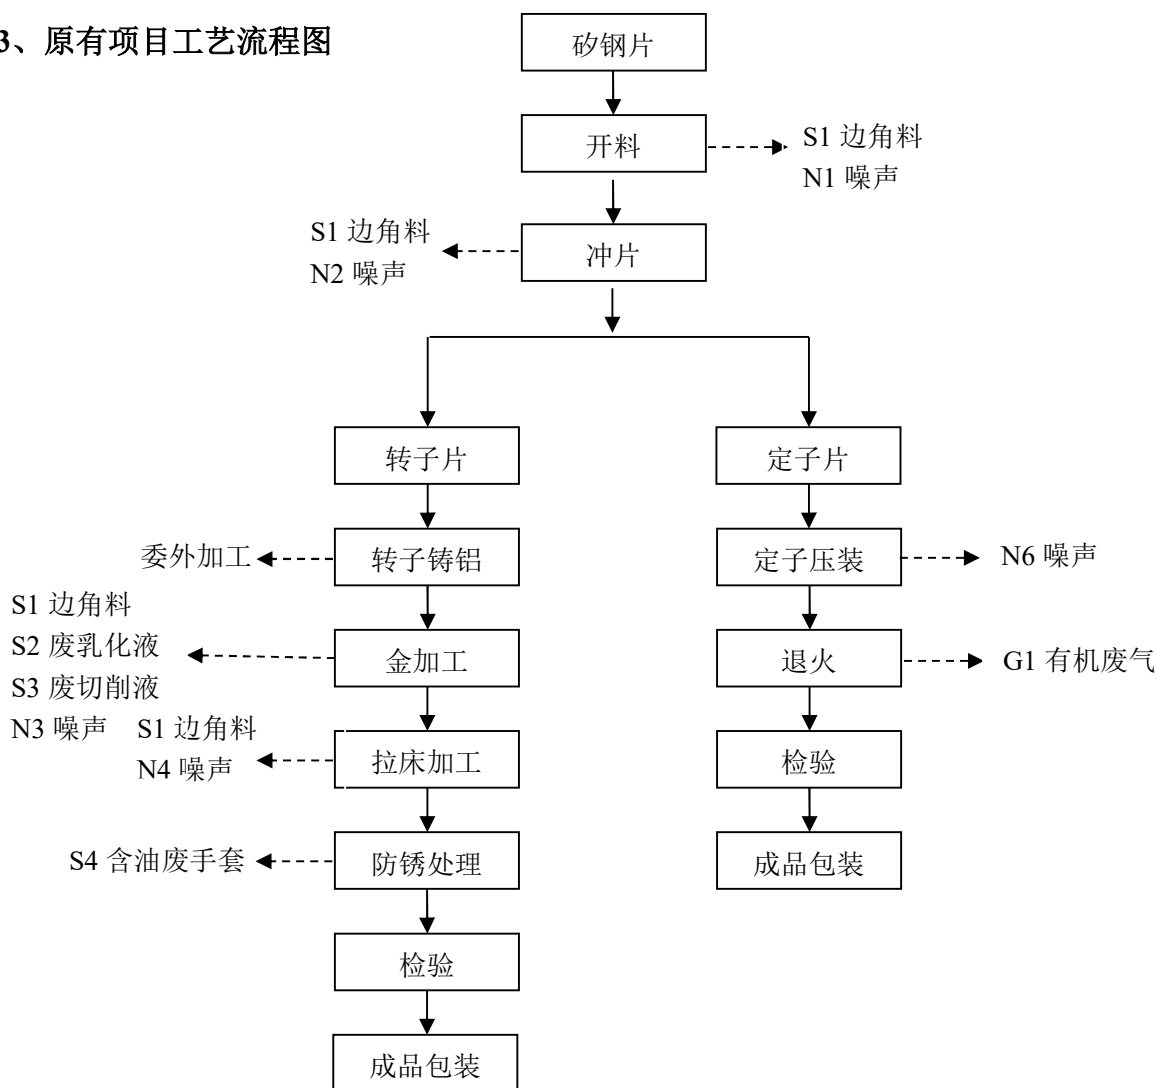 3、原有项目工艺流程图
矽钢片
开料
S1 边角料
N1 噪声
S1 边角料
N2 噪声
冲片
转子片
定子片
委外加工
转子铸铝
定子压装
N6 噪声
S1 边角料
S2 废乳化液
S3 废切削液
N3 噪声
金加工
退火
G1 有机废气
S1 边角料
N4 噪声
拉床加工
检验
S4 含油废手套
防锈处理
成品包装
检验
成品包装